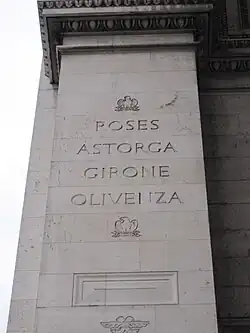 POSES
ASTORGA
GIRONE
OLIVENZA